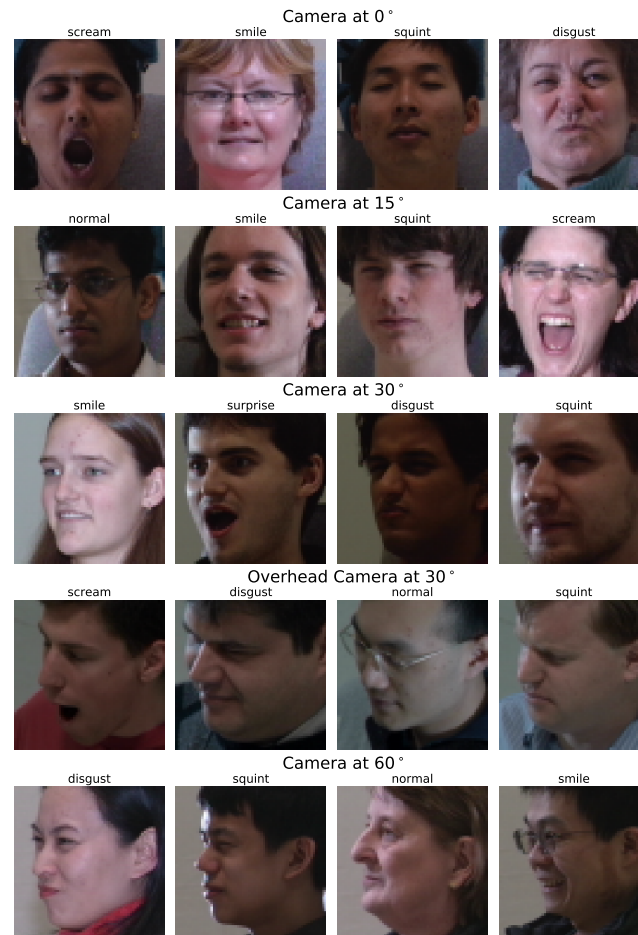 Camera at 0°
scream smile squint disgust
Camera at 15°
normal smile squint scream
Camera at 30°
smile surprise disgust squint
Overhead Camera at 30°
scream disgust normal squint
Camera at 60°
disgust squint normal smile